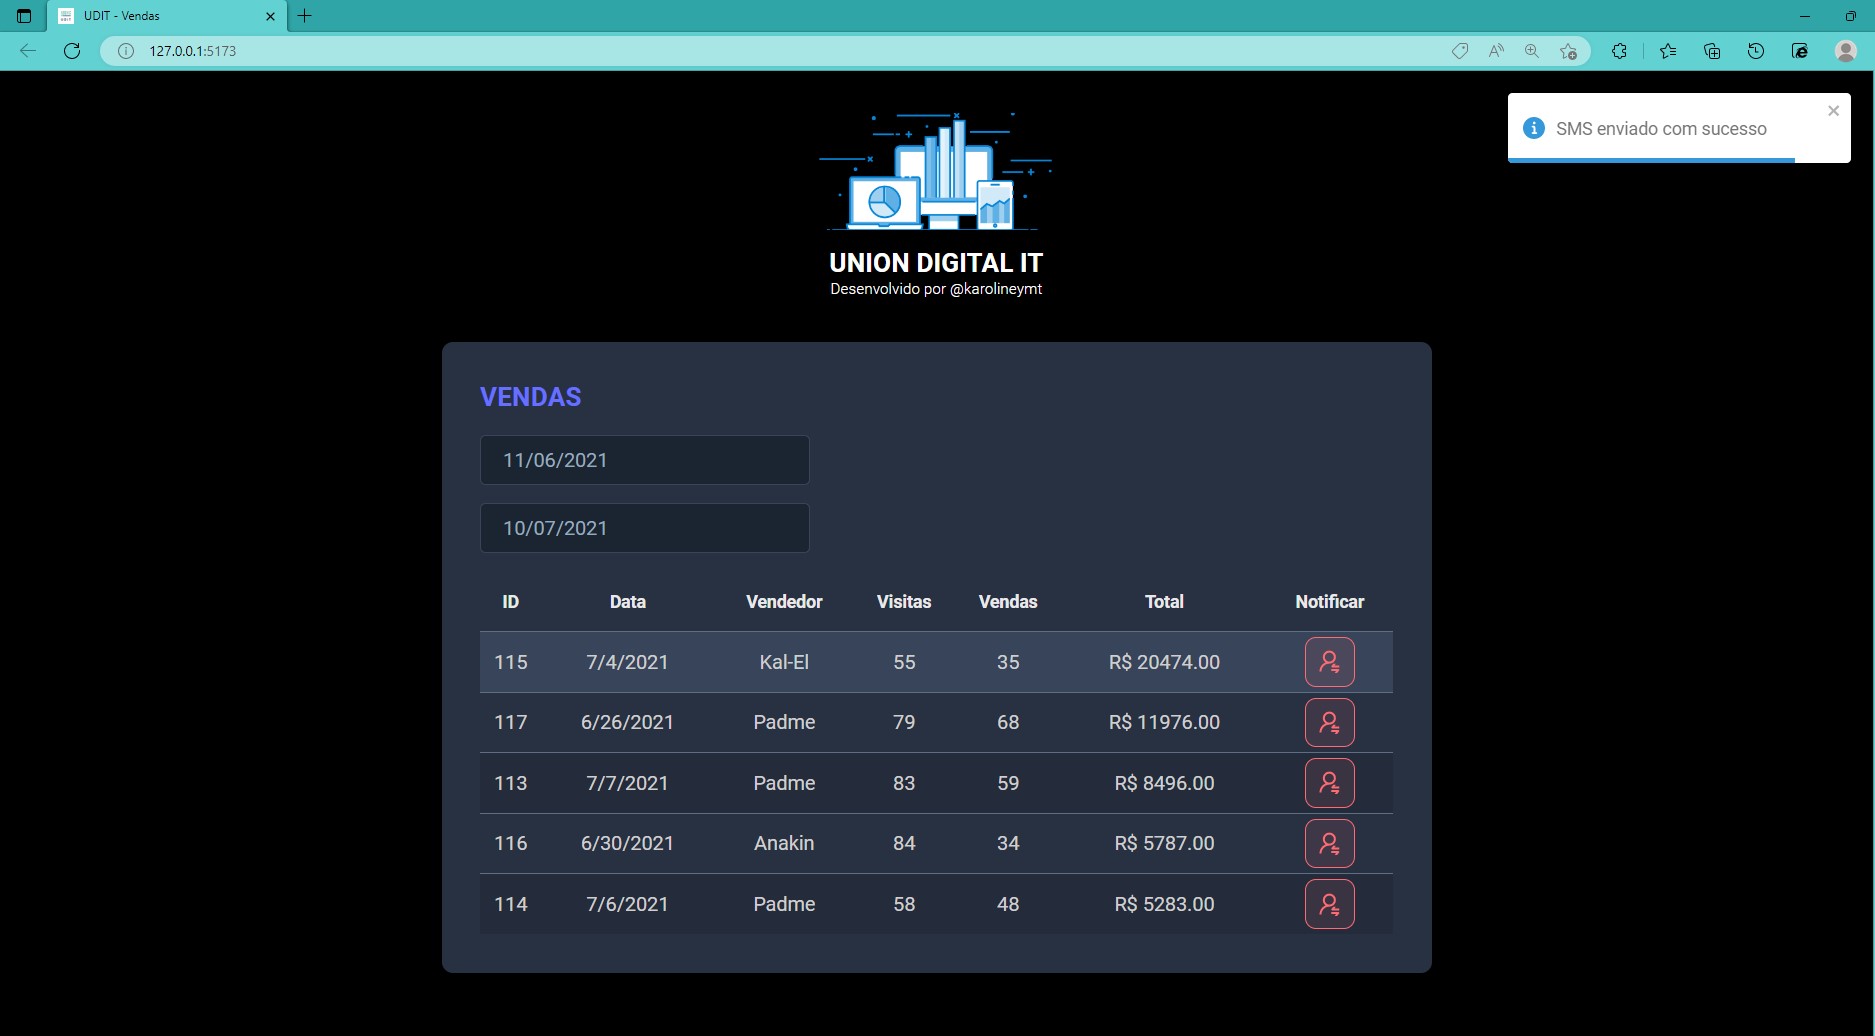 UDIT - Vendas
127.0.0.1:5173
SMS enviado com sucesso
UNION DIGITAL IT
Desenvolvido por @karolineymt
VENDAS
11/06/2021
10/07/2021
ID Data Vendedor Visitas Vendas Total Notificar
115 7/4/2021 Kal-El 55 35 R$ 20474.00
117 6/26/2021 Padme 79 68 R$ 11976.00
113 7/7/2021 Padme 83 59 R$ 8496.00
116 6/30/2021 Anakin 84 34 R$ 5787.00
114 7/6/2021 Padme 58 48 R$ 5283.00